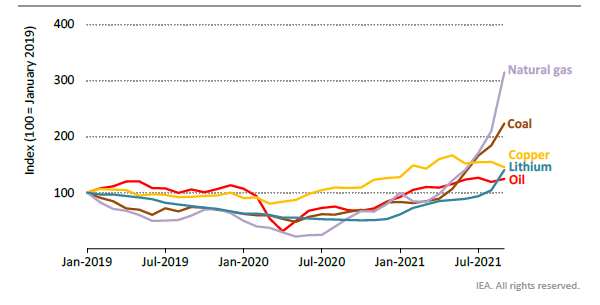 Index (100 = January 2019)
400
300
200
100
Natural gas
Coal
Copper
Lithium
Oil
Jan-2019 Jul-2019 Jan-2020 Jul-2020 Jan-2021 Jul-2021
IEA. All rights reserved.